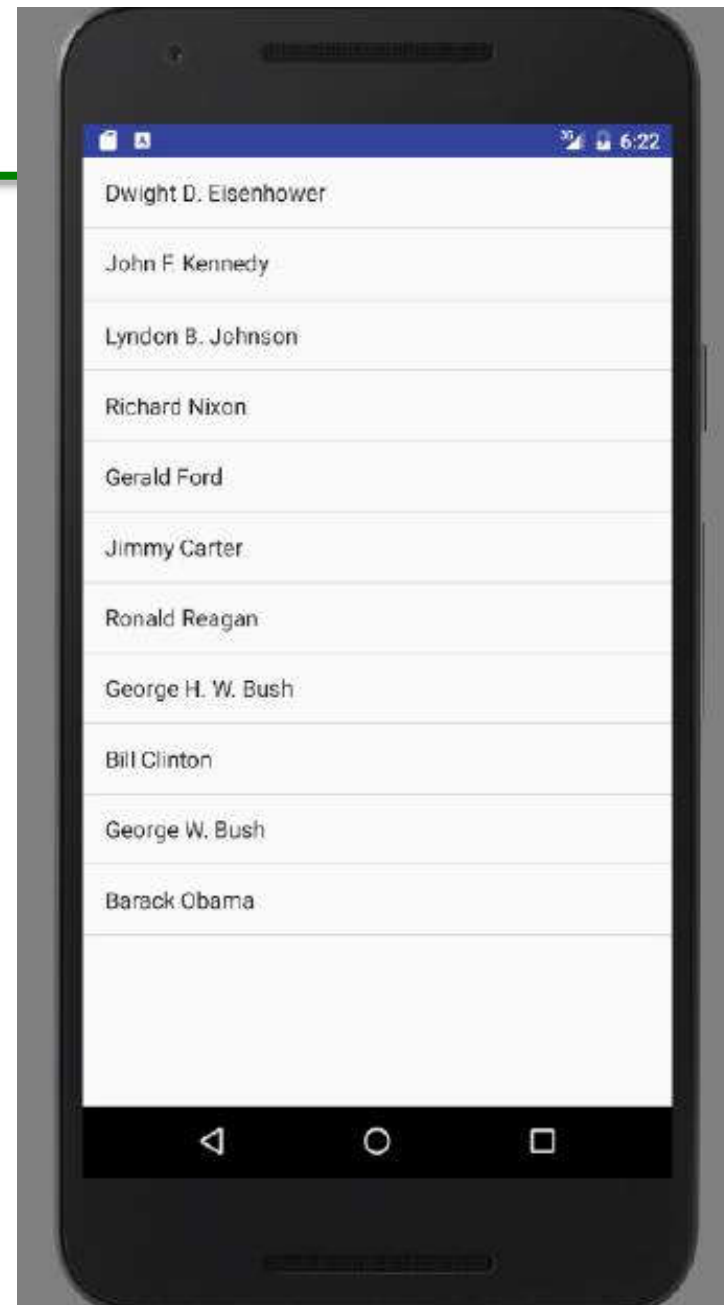 3G 6:22
Dwight D. Eisenhower
John F. Kennedy
Lyndon B. Johnson
Richard Nixon
Gerald Ford
Jimmy Carter
Ronald Reagan
George H. W. Bush
Bill Clinton
George W. Bush
Barack Obama